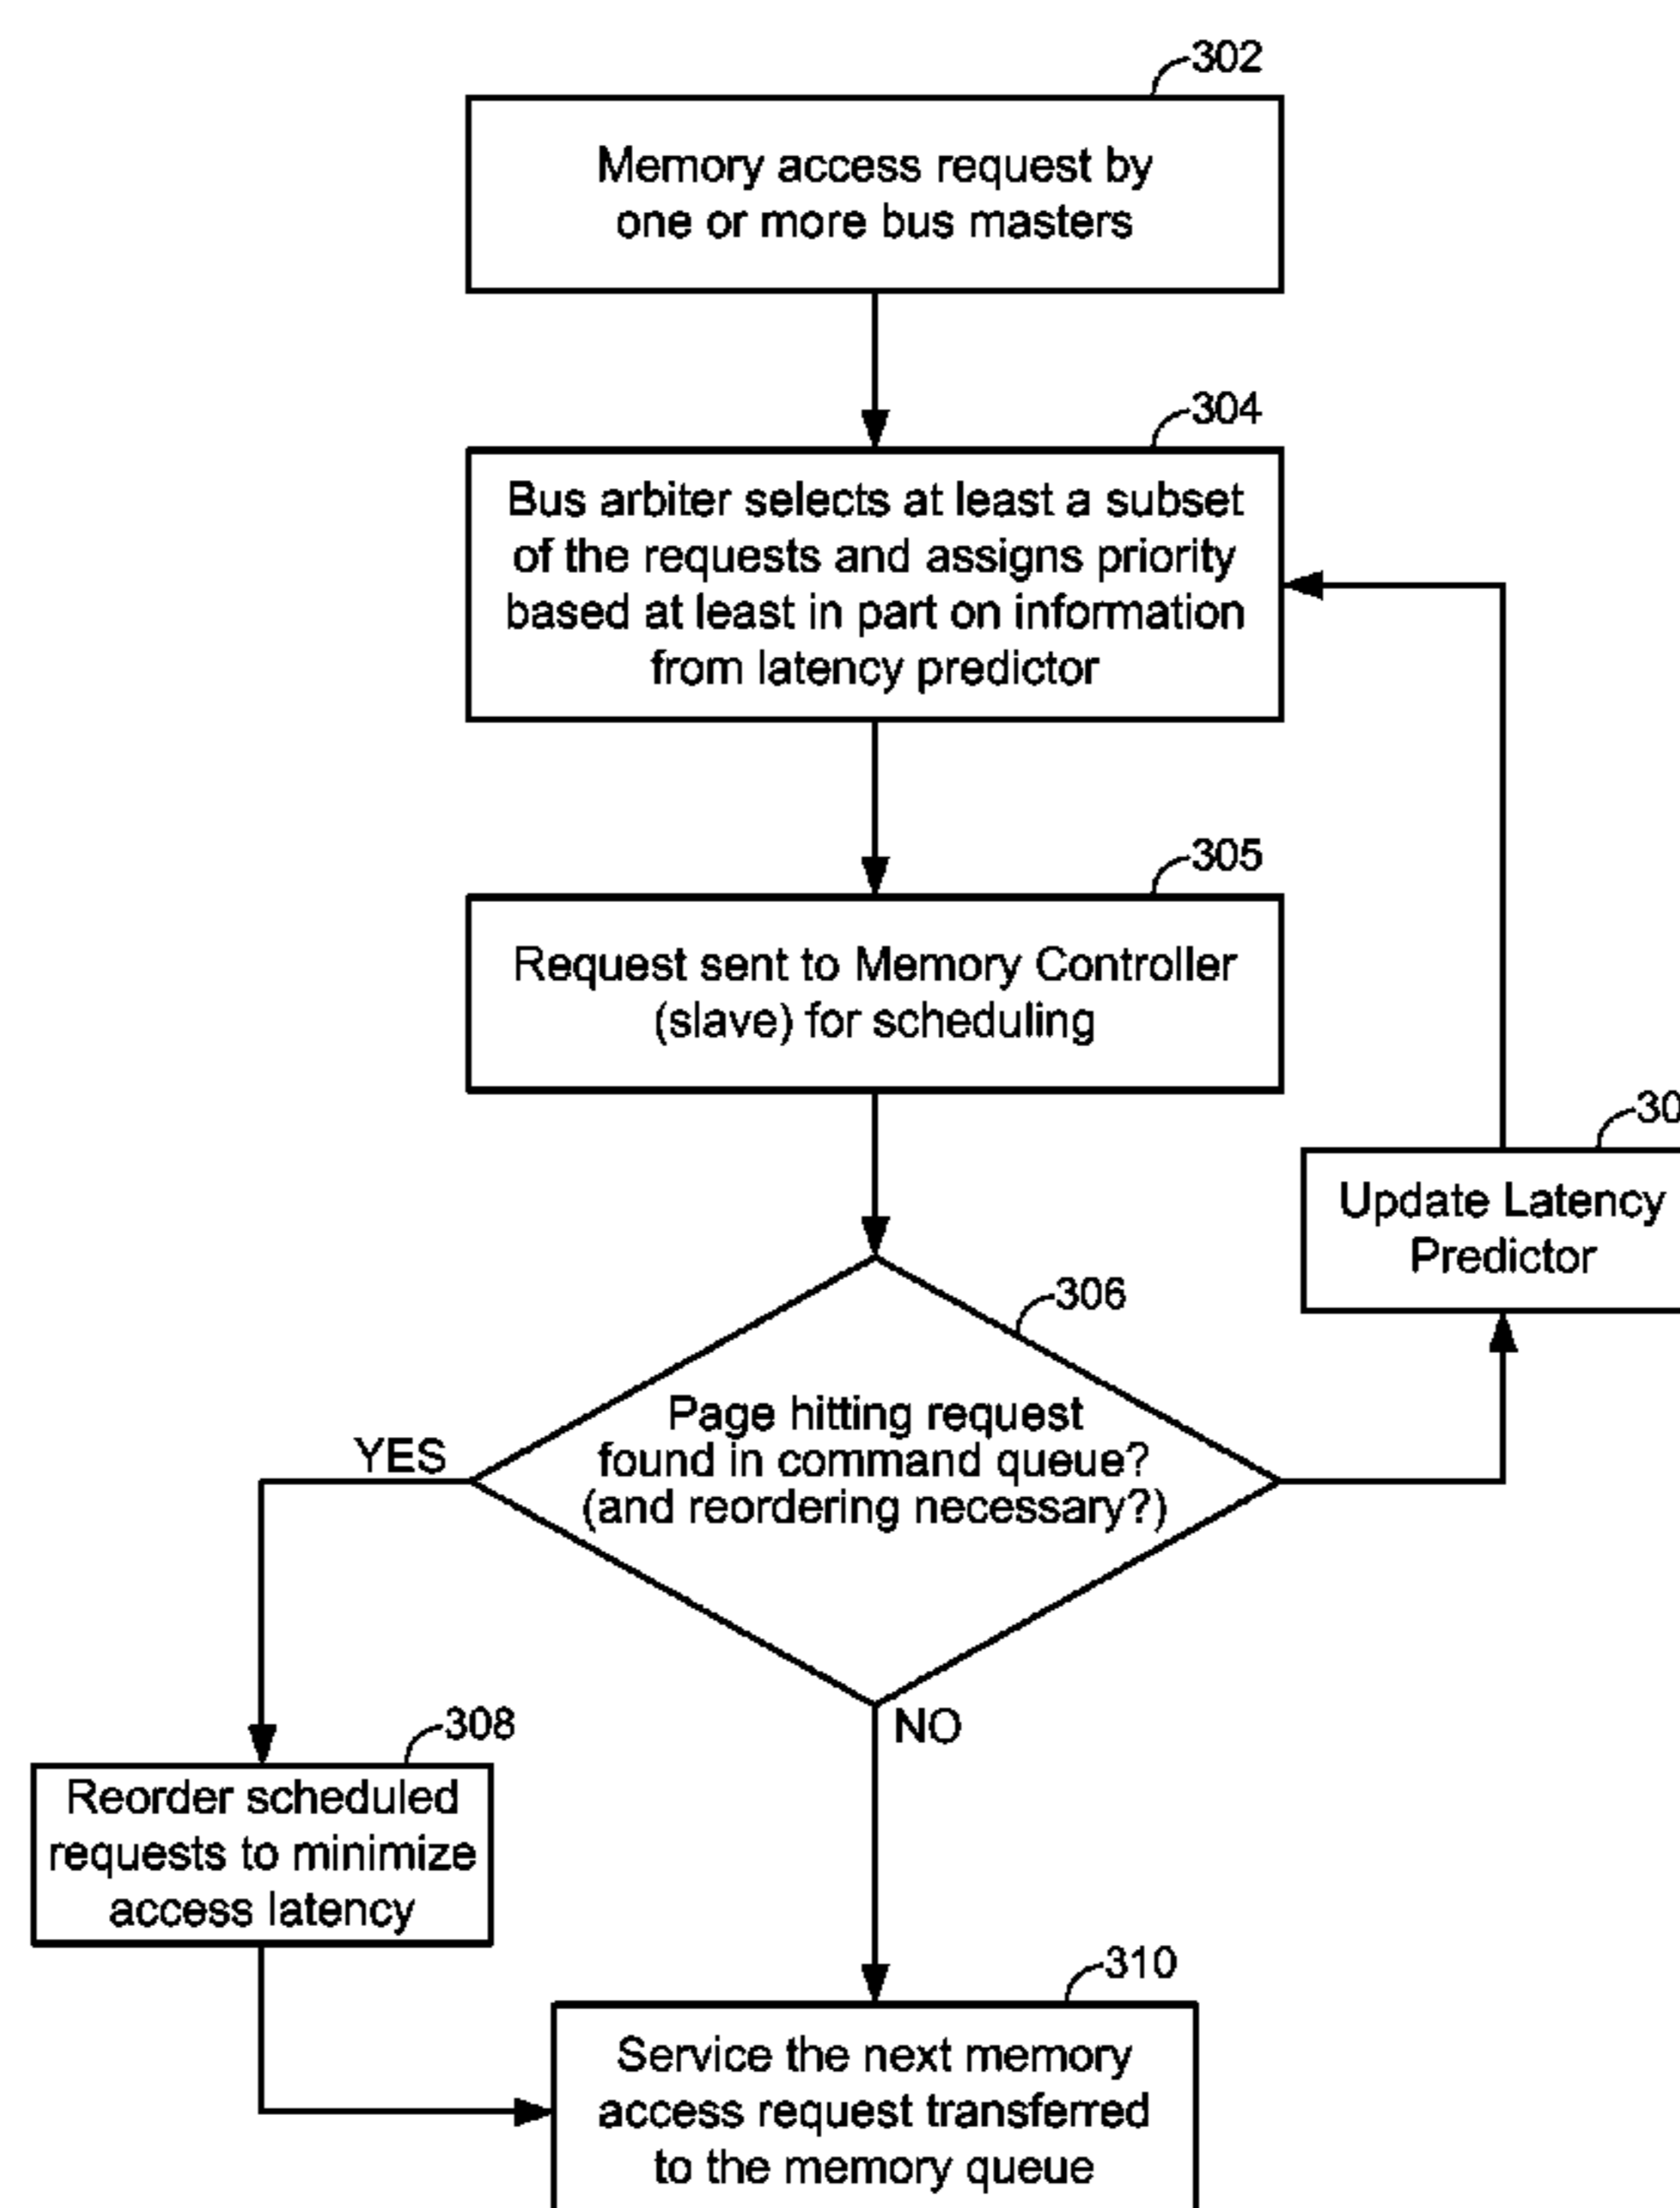 302
Memory access request by
one or more bus masters
304
Bus arbiter selects at least a subset
of the requests and assigns priority
based at least in part on information
from latency predictor
305
Request sent to Memory Controller
(slave) for scheduling
Update Latency
Predictor
306
Page hitting request
found in command queue?
(and reordering necessary?)
YES
NO
308
Reorder scheduled
requests to minimize
access latency
310
Service the next memory
access request transferred
to the memory queue